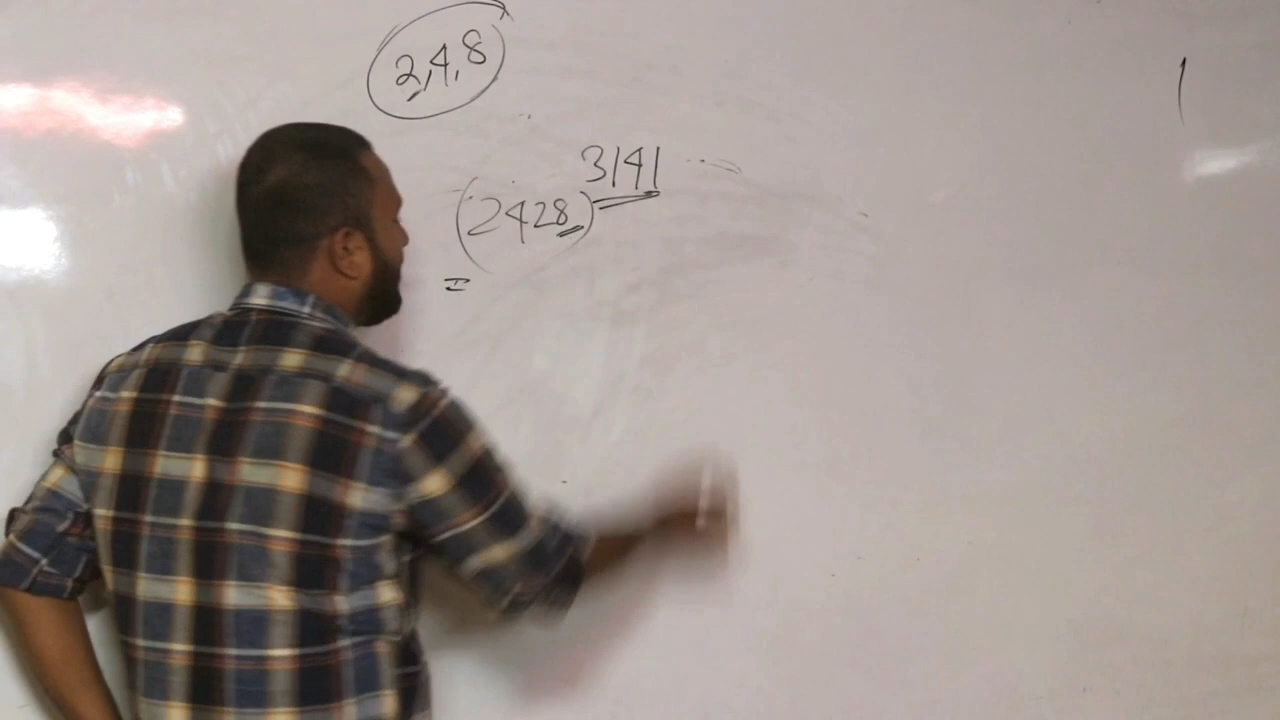 2,4,8
(2428)^3141
=